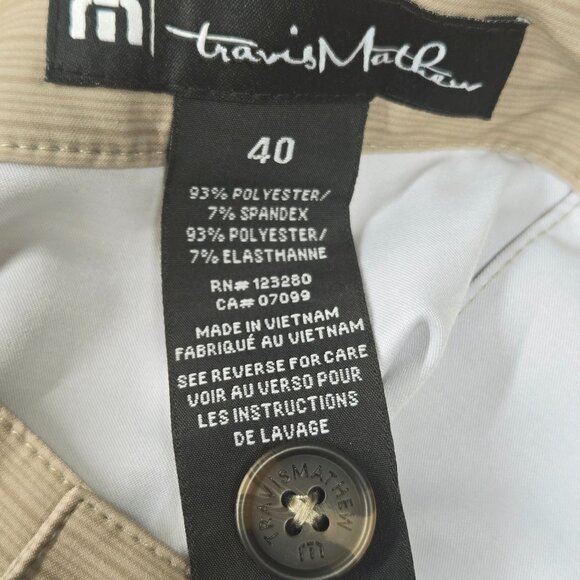 travisMathew
40
93% POLYESTER/
7% SPANDEX
93% POLYESTER/
7% ELASTHANNE
RN# 123280
CA# 07099
MADE IN VIETNAM
FABRIQUÉ AU VIETNAM
SEE REVERSE FOR CARE
VOIR AU VERSO POUR
LES INSTRUCTIONS
DE LAVAGE
TRAVISMATHEW